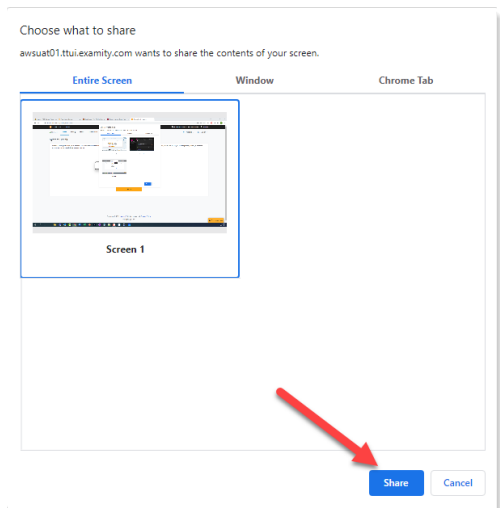 Choose what to share
awsuat01.ttui.examity.com wants to share the contents of your screen.
Entire Screen Window Chrome Tab
Screen 1
Share Cancel